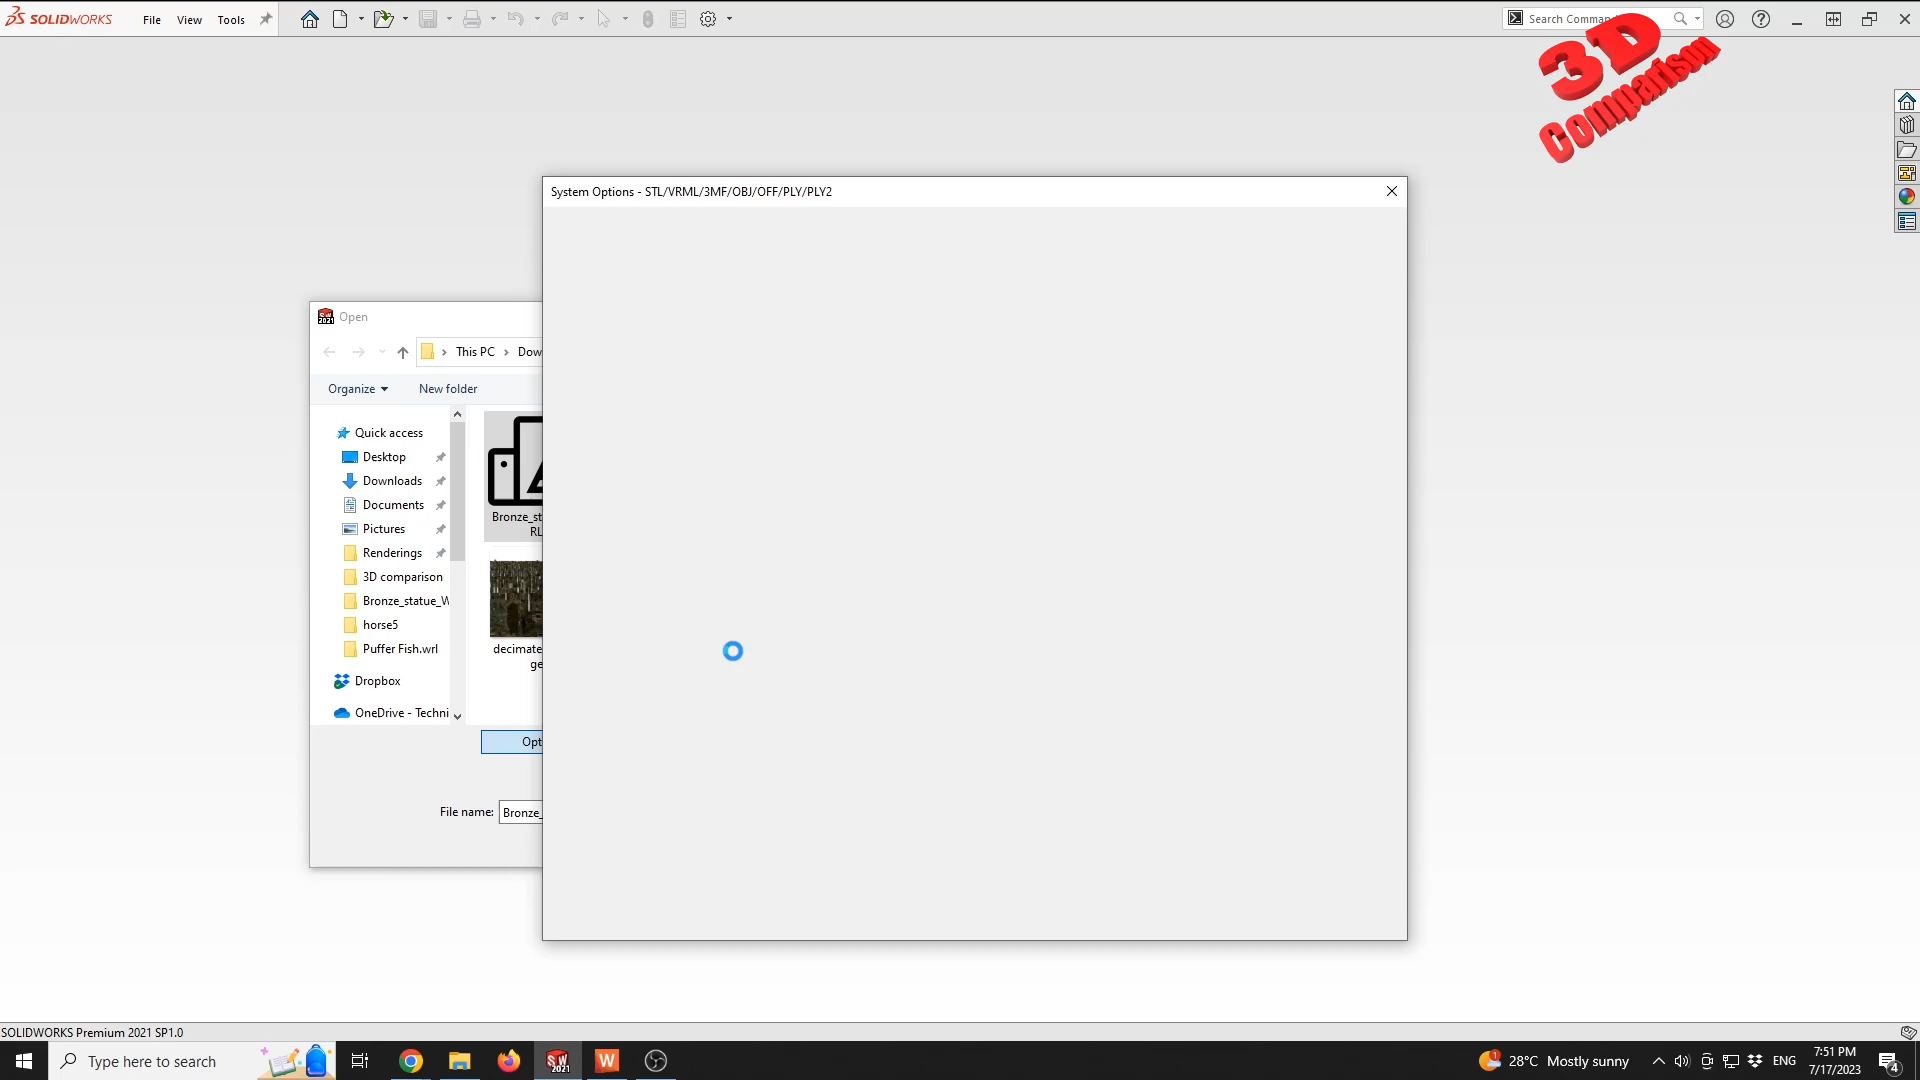 SOLIDWORKS File View Tools Search Comman
3D
Comparison
System Options - STL/VRML/3MF/OBJ/OFF/PLY/PLY2
Open
This PC > Dow
Organize New folder
Quick access
Desktop
Downloads
Documents
Pictures
Renderings
3D comparison
Bronze_statue_W
horse5
Puffer Fish.wrl
Dropbox
OneDrive - Techni
Bronze_st
RL
decimate
ge
Opt
File name: Bronze_
SOLIDWORKS Premium 2021 SP1.0
Type here to search
28°C Mostly sunny
ENG
7:51 PM
7/17/2023
4